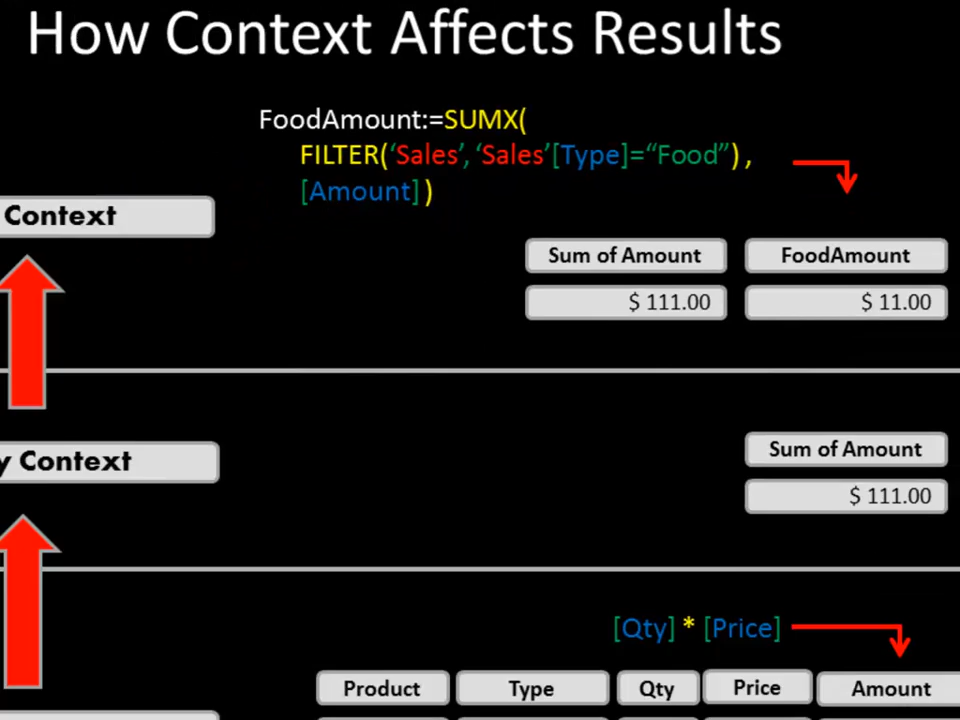 How Context Affects Results
FoodAmount:=SUMX(
FILTER(‘Sales’, ‘Sales’[Type]=“Food”) ,
[Amount] )
Context
Sum of Amount FoodAmount
$ 111.00 $ 11.00
y Context
Sum of Amount
$ 111.00
[Qty] * [Price]
Product Type Qty Price Amount